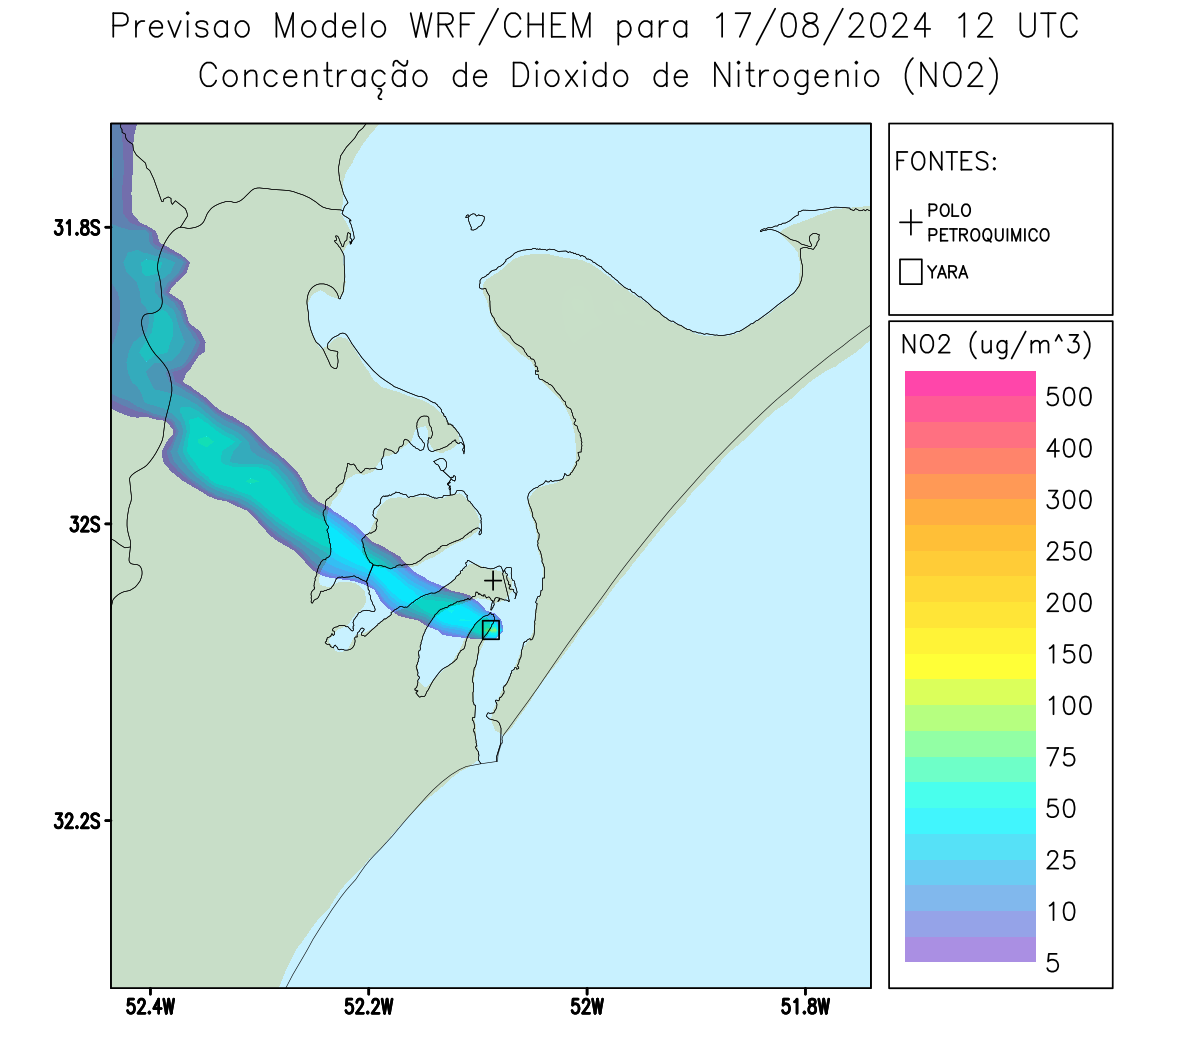 Previsao Modelo WRF/CHEM para 17/08/2024 12 UTC
Concentração de Dioxido de Nitrogenio (NO2)
FONTES:
POLO
PETROQUIMICO
YARA
NO2 (ug/m^3)
500
400
300
250
200
150
100
75
50
25
10
5
31.8S
32S
32.2S
52.4W
52.2W
52W
51.8W